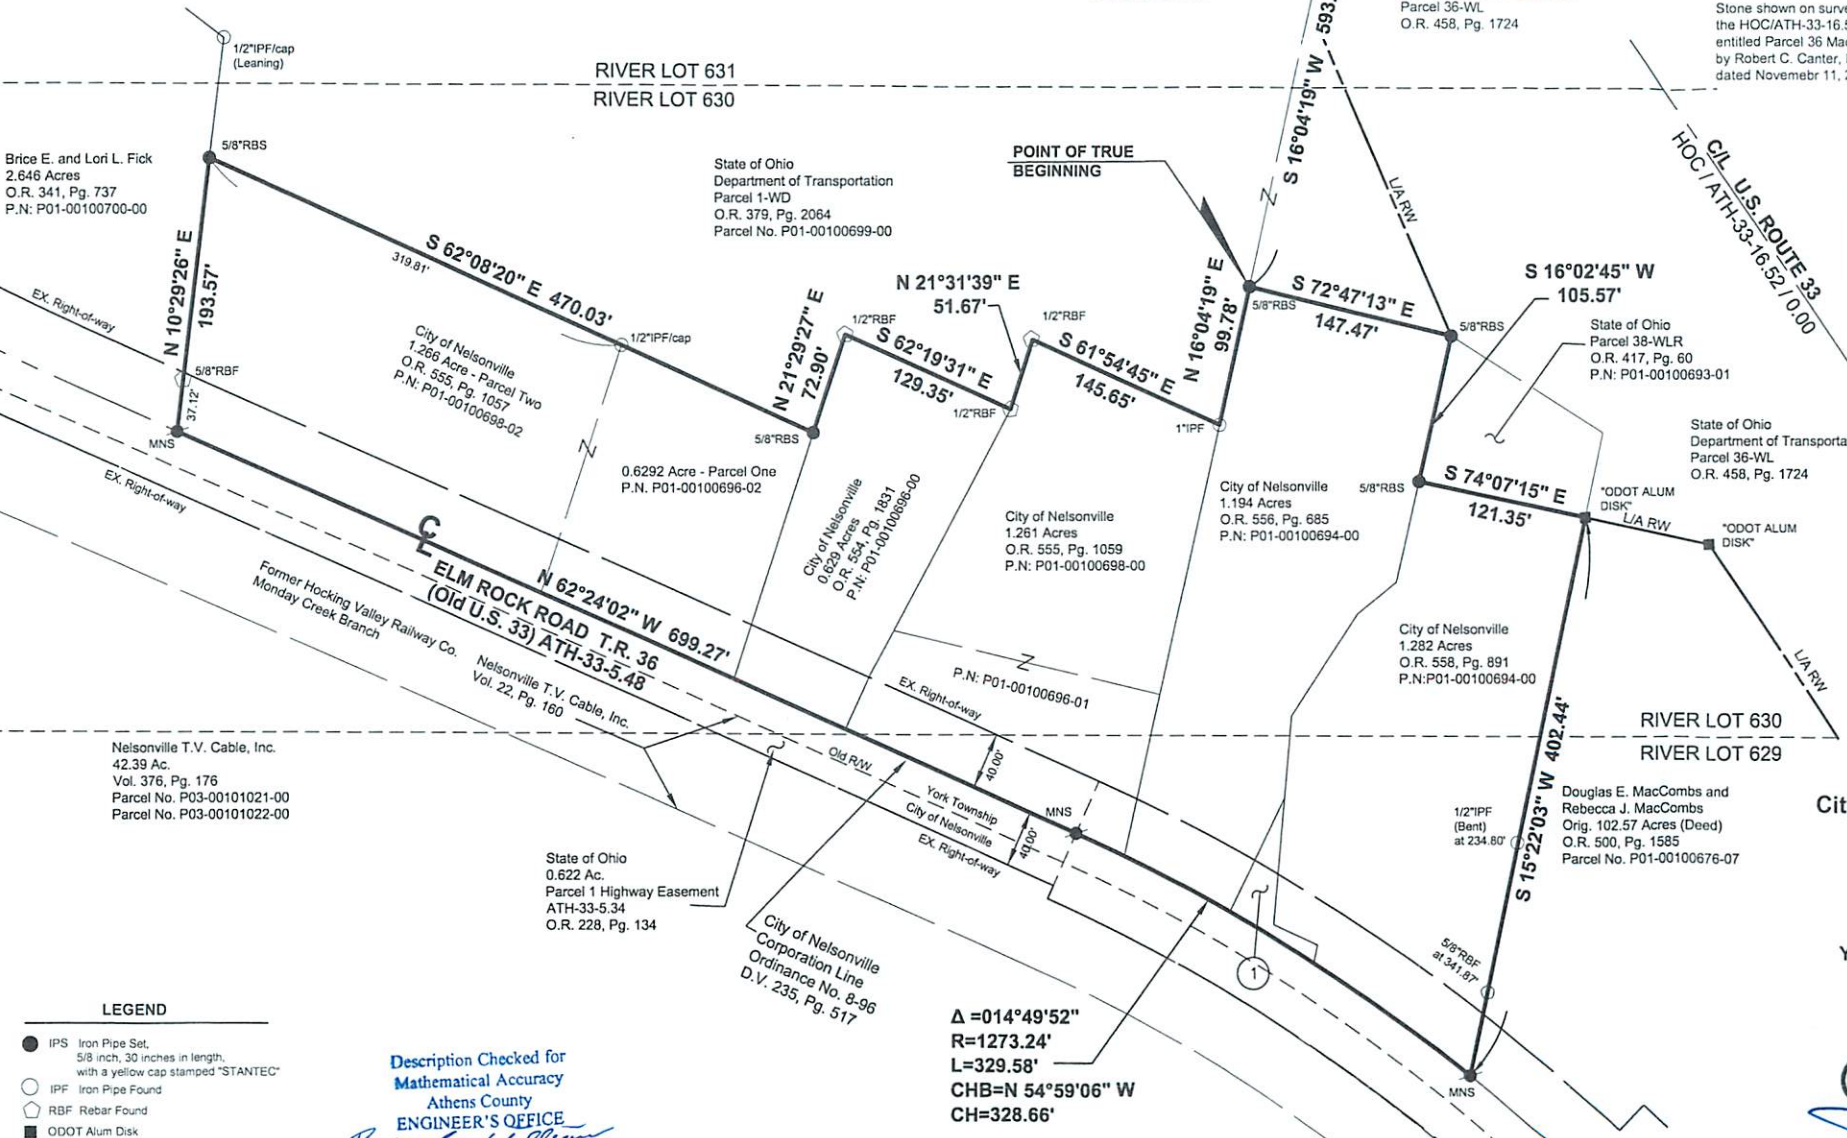 Parcel 36-WL
O.R. 458, Pg. 1724
Stone shown on surve
the HOC/ATH-33-16.5
entitled Parcel 36 Mac
by Robert C. Canter,
dated Novemebr 11, 2
1/2"IPF/cap
(Leaning)
RIVER LOT 631
RIVER LOT 630
S 16°04'19" W 593.
C/L U.S. ROUTE 33
HOC / ATH-33-16.52 / 0.00
5/8"RBS
Brice E. and Lori L. Fick
2.646 Acres
O.R. 341, Pg. 737
P.N: P01-00100700-00
State of Ohio
Department of Transportation
Parcel 1-WD
O.R. 379, Pg. 2064
Parcel No. P01-00100699-00
POINT OF TRUE
BEGINNING
L/A RW
N 10°29'26" E
193.57'
S 62°08'20" E 470.03'
319.81'
N 21°31'39" E
51.67'
S 72°47'13" E
147.47'
5/8"RBS
5/8"RBS
S 16°02'45" W
105.57'
State of Ohio
Parcel 38-WLR
O.R. 417, Pg. 60
P.N: P01-00100693-01
EX. Right-of-way
City of Nelsonville
1.266 Acre - Parcel Two
O.R. 555, Pg. 1057
P.N: P01-00100698-02
1/2"IPF/cap
N 21°29'27" E
72.90'
1/2"RBF
S 62°19'31" E
129.35'
1/2"RBF
1/2"RBF
S 61°54'45" E
145.65'
N 16°04'19" E
99.78'
1"IPF
5/8"RBF
37.12'
MNS
5/8"RBS
State of Ohio
Department of Transporta
Parcel 36-WL
O.R. 458, Pg. 1724
0.6292 Acre - Parcel One
P.N. P01-00100696-02
City of Nelsonville
0.629 Acres
O.R. 554, Pg. 1831
P.N: P01-00100696-00
City of Nelsonville
1.261 Acres
O.R. 555, Pg. 1059
P.N: P01-00100698-00
City of Nelsonville
1.194 Acres
O.R. 556, Pg. 685
P.N: P01-00100694-00
5/8"RBS
S 74°07'15" E
121.35'
"ODOT ALUM
DISK"
L/A RW
"ODOT ALUM
DISK"
EX. Right-of-way
C
L
ELM ROCK ROAD T.R. 36
(Old U.S. 33) ATH-33-5.48
N 62°24'02" W 699.27'
Former Hocking Valley Railway Co.
Monday Creek Branch
Nelsonville T.V. Cable, Inc.
Vol. 22, Pg. 160
P.N: P01-00100696-01
EX. Right-of-way
City of Nelsonville
1.282 Acres
O.R. 558, Pg. 891
P.N:P01-00100694-00
L/A RW
RIVER LOT 630
RIVER LOT 629
Nelsonville T.V. Cable, Inc.
42.39 Ac.
Vol. 376, Pg. 176
Parcel No. P03-00101021-00
Parcel No. P03-00101022-00
Old R/W
40.00'
York Township
City of Nelsonville
EX. Right-of-way
40.00'
MNS
S 15°22'03" W 402.44'
1/2"IPF
(Bent)
at 234.80'
Douglas E. MacCombs and
Rebecca J. MacCombs
Orig. 102.57 Acres (Deed)
O.R. 500, Pg. 1585
Parcel No. P01-00100676-07
Cit
State of Ohio
0.622 Ac.
Parcel 1 Highway Easement
ATH-33-5.34
O.R. 228, Pg. 134
City of Nelsonville
Corporation Line
Ordinance No. 8-96
D.V. 235, Pg. 517
1
5/8"RBF
at 341.87'
Δ =014°49'52"
R=1273.24'
L=329.58'
CHB=N 54°59'06" W
CH=328.66'
MNS
LEGEND
IPS Iron Pipe Set,
5/8 inch, 30 inches in length,
with a yellow cap stamped "STANTEC"
IPF Iron Pipe Found
RBF Rebar Found
ODOT Alum Disk
Description Checked for
Mathematical Accuracy
Athens County
ENGINEER'S OFFICE